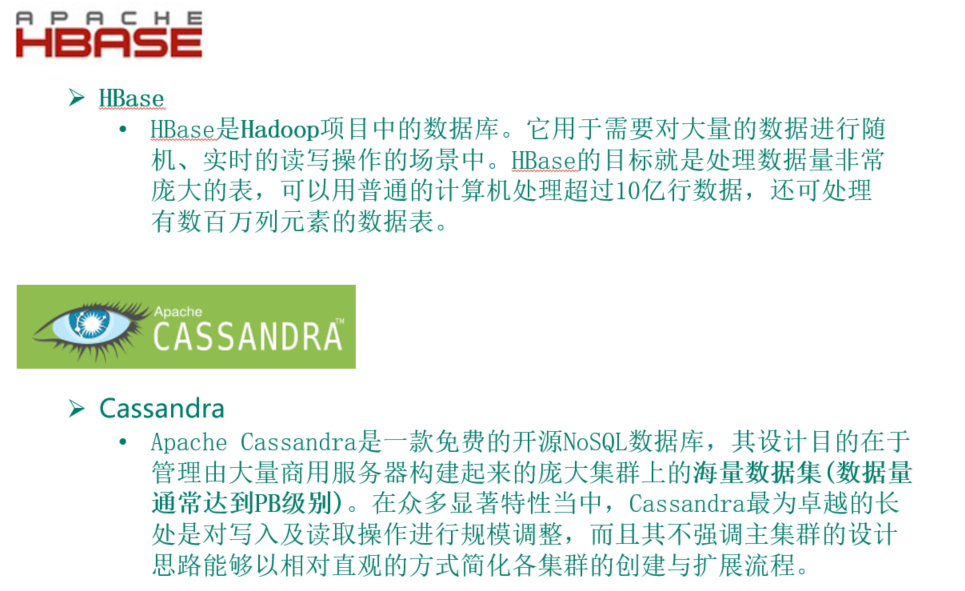 APACHE
HBASE
➢ HBase
• HBase是Hadoop项目中的数据库。它用于需要对大量的数据进行随
机、实时的读写操作的场景中。HBase的目标就是处理数据量非常
庞大的表，可以用普通的计算机处理超过10亿行数据，还可处理
有数百万列元素的数据表。
Apache
CASSANDRA™
➢ Cassandra
• Apache Cassandra是一款免费的开源NoSQL数据库，其设计目的在于
管理由大量商用服务器构建起来的庞大集群上的海量数据集(数据量
通常达到PB级别)。在众多显著特性当中，Cassandra最为卓越的长
处是对写入及读取操作进行规模调整，而且其不强调主集群的设计
思路能够以相对直观的方式简化各集群的创建与扩展流程。